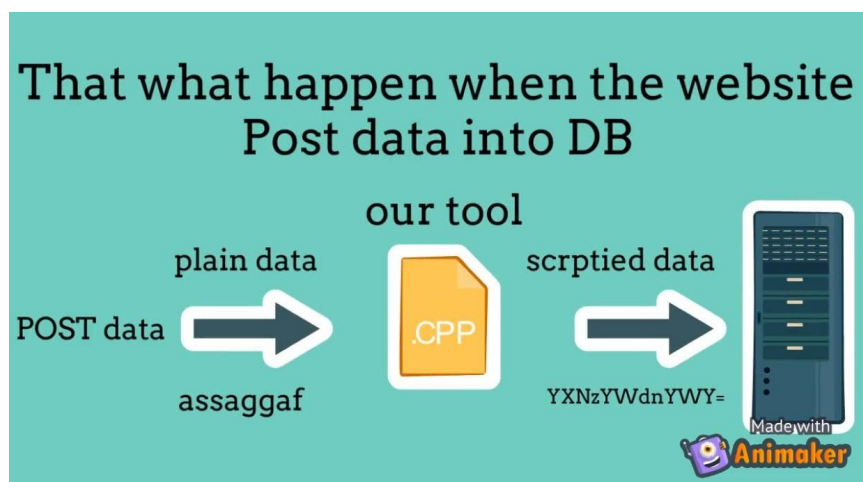 That what happen when the website
Post data into DB
our tool
plain data
scrptied data
POST data
.CPP
assaggaf
YXNzYWdnYWY=
Made with
Animaker